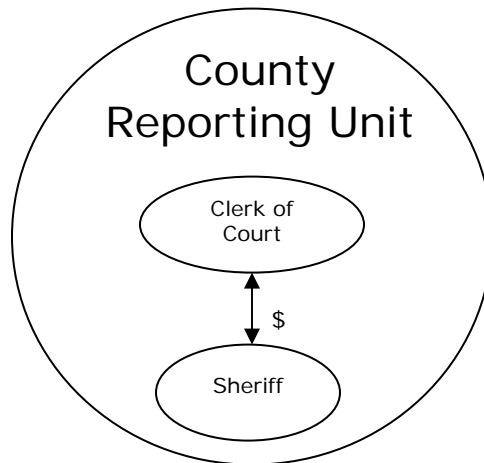 County
Reporting Unit
Clerk of
Court
$
Sheriff